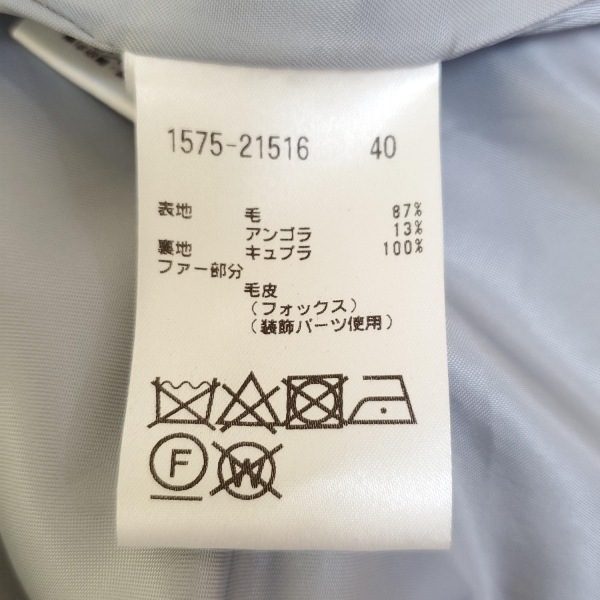 1575-21516 40
表地 毛 87%
アンゴラ 13%
裏地 キュプラ 100%
ファー部分
毛皮
(フォックス)
(装飾パーツ使用)
F W